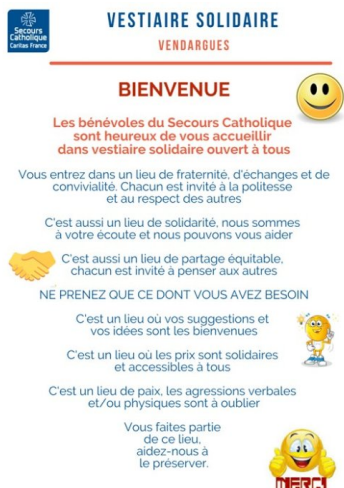 Secours
Catholique
Caritas France
VESTIAIRE SOLIDAIRE
VENDARGUES
BIENVENUE
Les bénévoles du Secours Catholique
sont heureux de vous accueillir
dans vestiaire solidaire ouvert à tous
Vous entrez dans un lieu de fraternité, d'échanges et de
convivialité. Chacun est invité à la politesse
et au respect des autres
C'est aussi un lieu de solidarité, nous sommes
à votre écoute et nous pouvons vous aider
C'est aussi un lieu de partage équitable,
chacun est invité à penser aux autres
NE PRENEZ QUE CE DONT VOUS AVEZ BESOIN
C'est un lieu où vos suggestions et
vos idées sont les bienvenues
C'est un lieu où les prix sont solidaires
et accessibles à tous
C'est un lieu de paix, les agressions verbales
et/ou physiques sont à oublier
Vous faites partie
de ce lieu,
aidez-nous à
le préserver.
MERCI